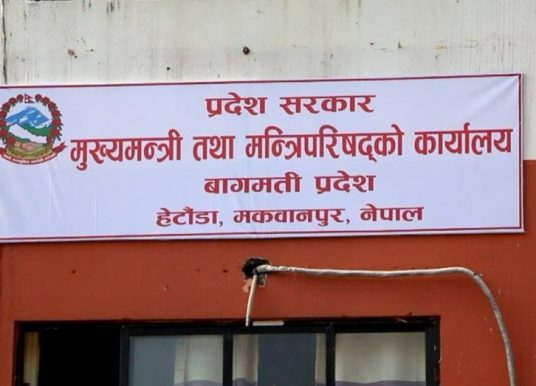 प्रदेश सरकार
मुख्यमन्त्री तथा मन्त्रिपरिषद्को कार्यालय
बागमती प्रदेश
हेटौंडा, मकवानपुर, नेपाल